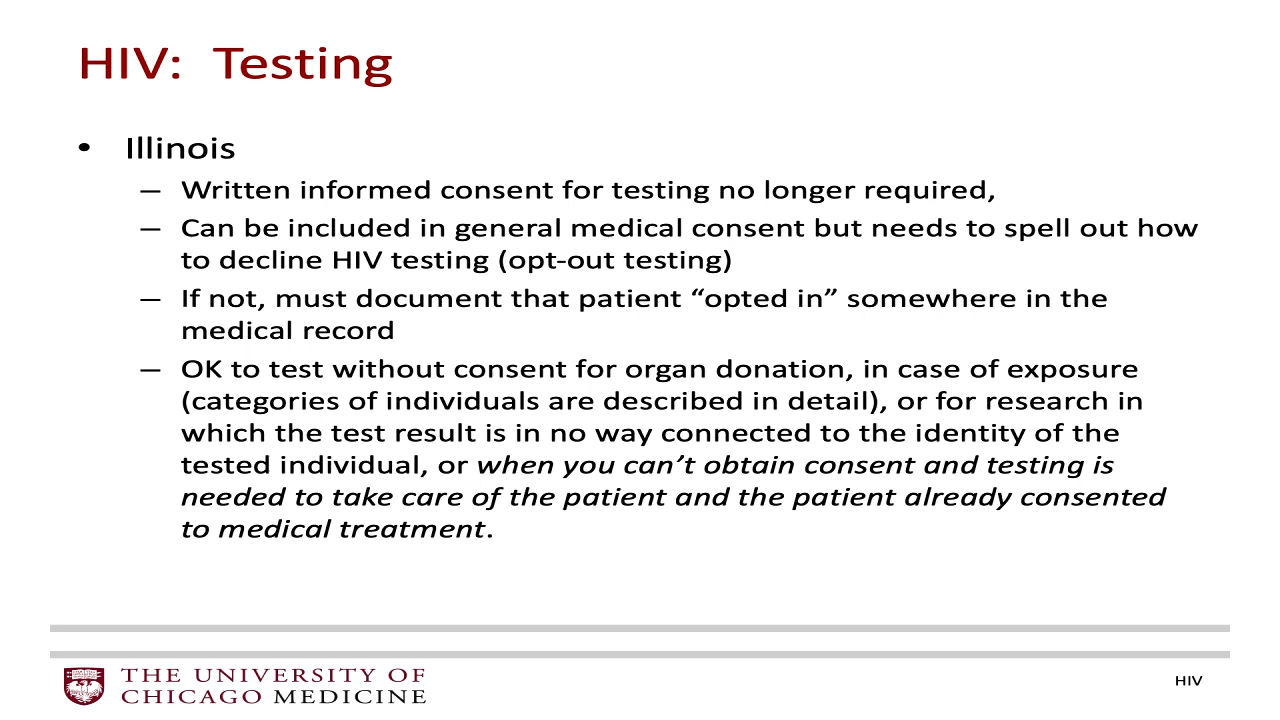 HIV: Testing
• Illinois
– Written informed consent for testing no longer required,
– Can be included in general medical consent but needs to spell out how
to decline HIV testing (opt-out testing)
– If not, must document that patient “opted in” somewhere in the
medical record
– OK to test without consent for organ donation, in case of exposure
(categories of individuals are described in detail), or for research in
which the test result is in no way connected to the identity of the
tested individual, or when you can’t obtain consent and testing is
needed to take care of the patient and the patient already consented
to medical treatment.
THE UNIVERSITY OF
CHICAGO MEDICINE
HIV